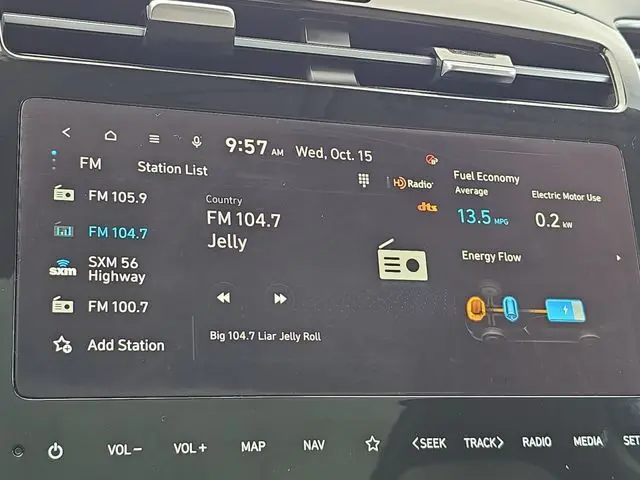 9:57 AM Wed, Oct. 15
FM
Station List
FM 105.9
FM 104.7
SXM 56
Highway
sxm
FM 100.7
Add Station
Country
FM 104.7
Jelly
Big 104.7 Liar Jelly Roll
HD Radio
dts
Fuel Economy
Average
13.5 MPG
Electric Motor Use
0.2 kW
Energy Flow
VOL− VOL+ MAP NAV <SEEK TRACK> RADIO MEDIA SET